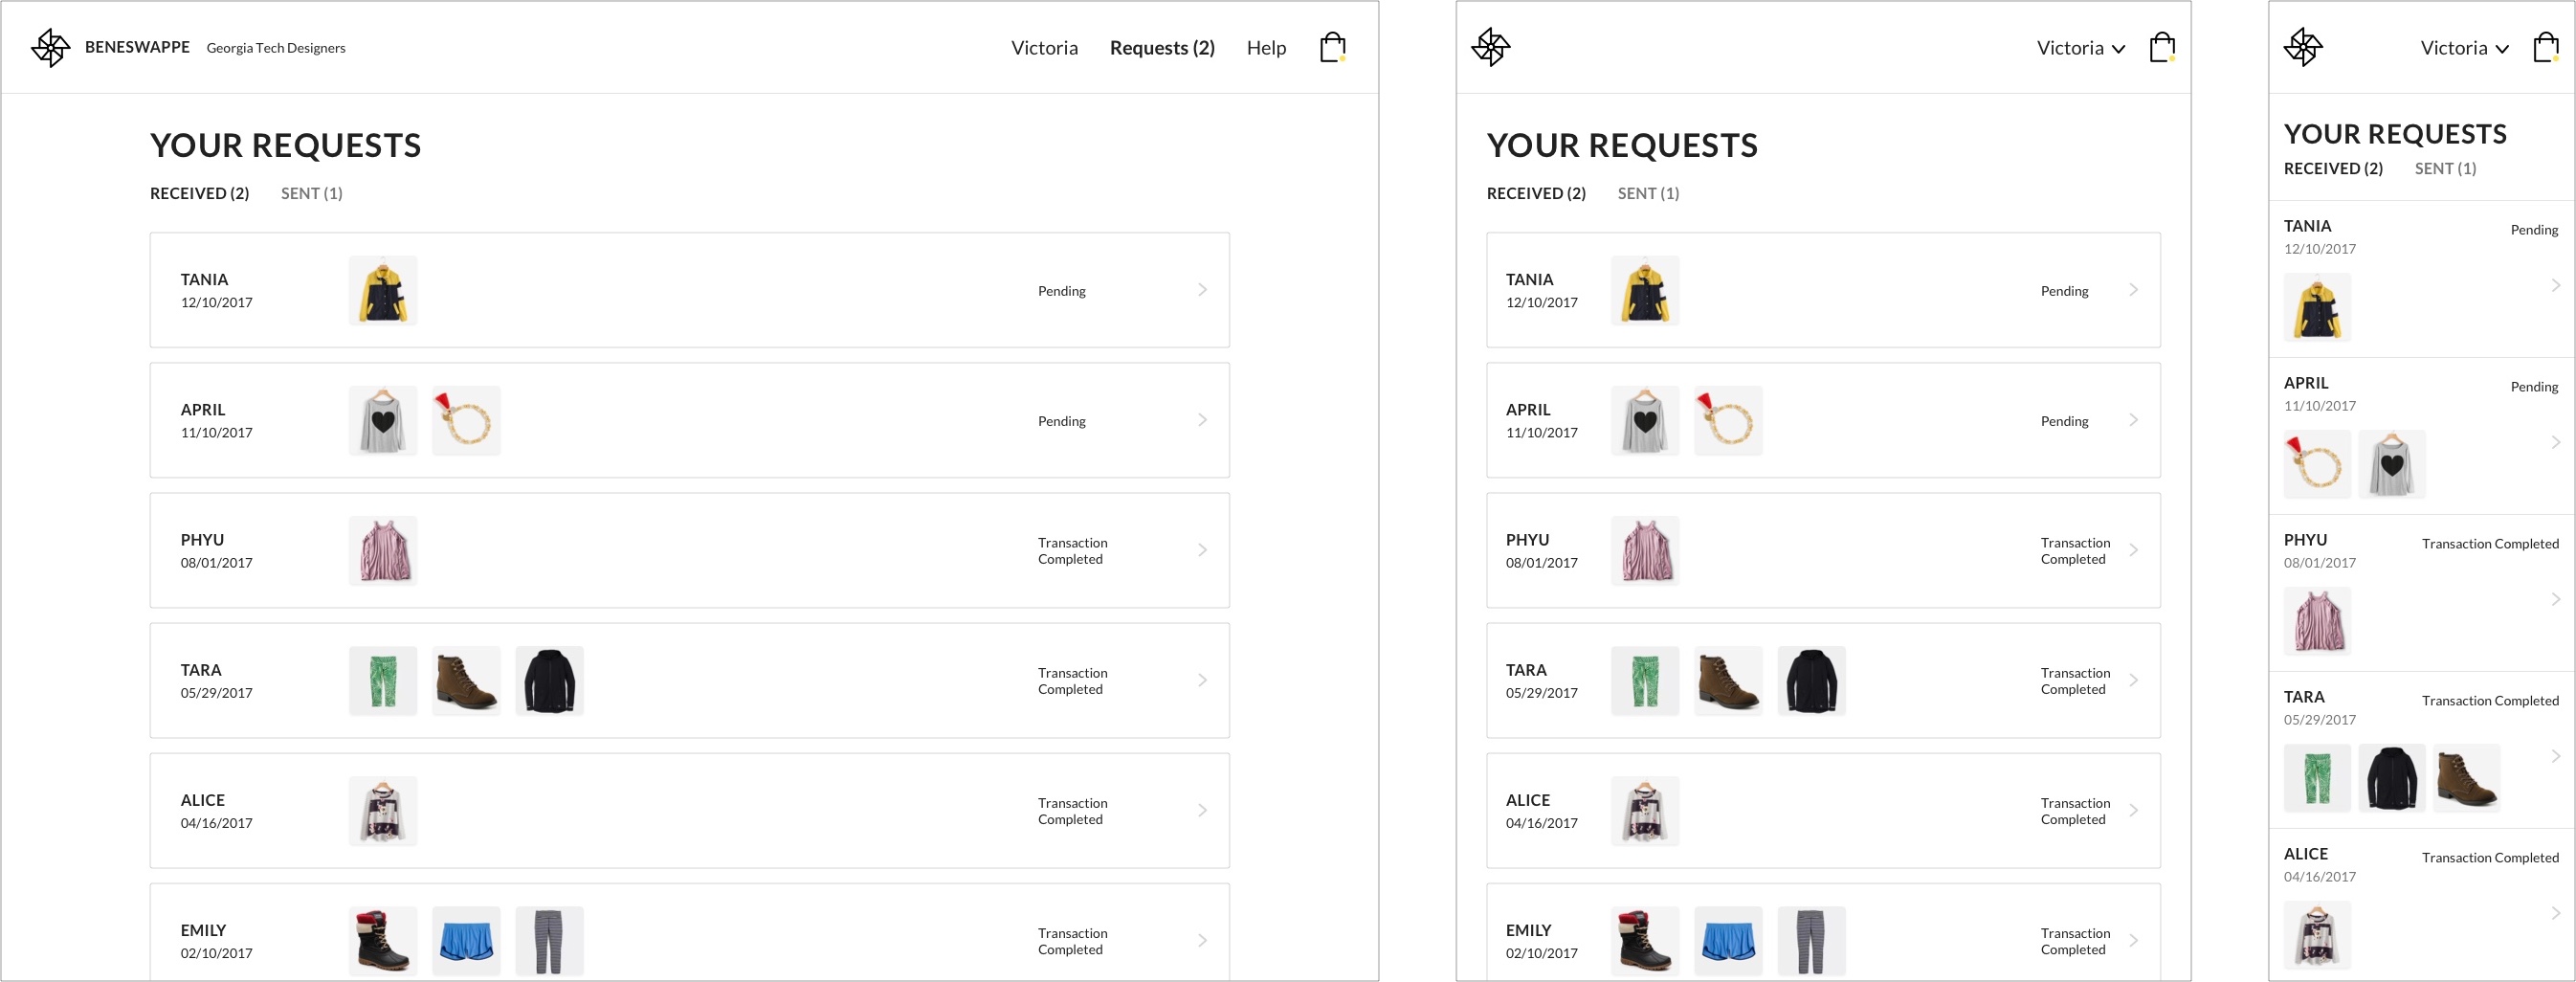 BENESWAPPE Georgia Tech Designers Victoria Requests (2) Help
YOUR REQUESTS
RECEIVED (2) SENT (1)
TANIA
12/10/2017
Pending
APRIL
11/10/2017
Pending
PHYU
08/01/2017
Transaction
Completed
TARA
05/29/2017
Transaction
Completed
ALICE
04/16/2017
Transaction
Completed
EMILY
02/10/2017
Transaction
Completed
Victoria
YOUR REQUESTS
RECEIVED (2) SENT (1)
TANIA
12/10/2017
Pending
APRIL
11/10/2017
Pending
PHYU
08/01/2017
Transaction
Completed
TARA
05/29/2017
Transaction
Completed
ALICE
04/16/2017
Transaction
Completed
EMILY
02/10/2017
Transaction
Completed
Victoria
YOUR REQUESTS
RECEIVED (2) SENT (1)
TANIA Pending
12/10/2017
APRIL Pending
11/10/2017
PHYU Transaction Completed
08/01/2017
TARA Transaction Completed
05/29/2017
ALICE Transaction Completed
04/16/2017